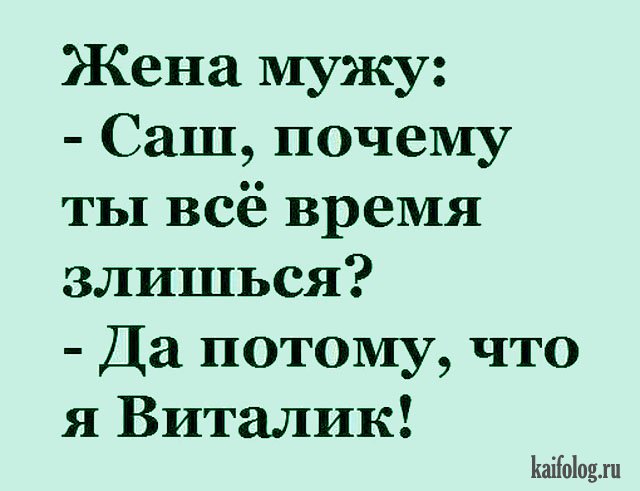 Жена мужу:
- Саш, почему
ты всё время
злишься?
- Да потому, что
я Виталик!
kaifolog.ru